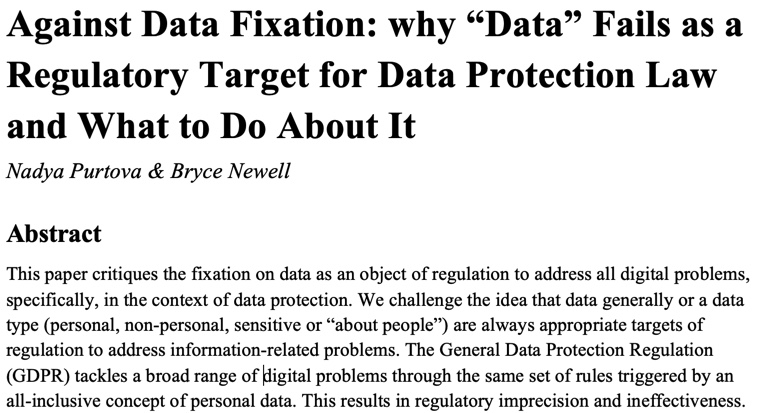 Against Data Fixation: why “Data” Fails as a
Regulatory Target for Data Protection Law
and What to Do About It
Nadya Purtova & Bryce Newell
Abstract
This paper critiques the fixation on data as an object of regulation to address all digital problems,
specifically, in the context of data protection. We challenge the idea that data generally or a data
type (personal, non-personal, sensitive or “about people”) are always appropriate targets of
regulation to address information-related problems. The General Data Protection Regulation
(GDPR) tackles a broad range of digital problems through the same set of rules triggered by an
all-inclusive concept of personal data. This results in regulatory imprecision and ineffectiveness.